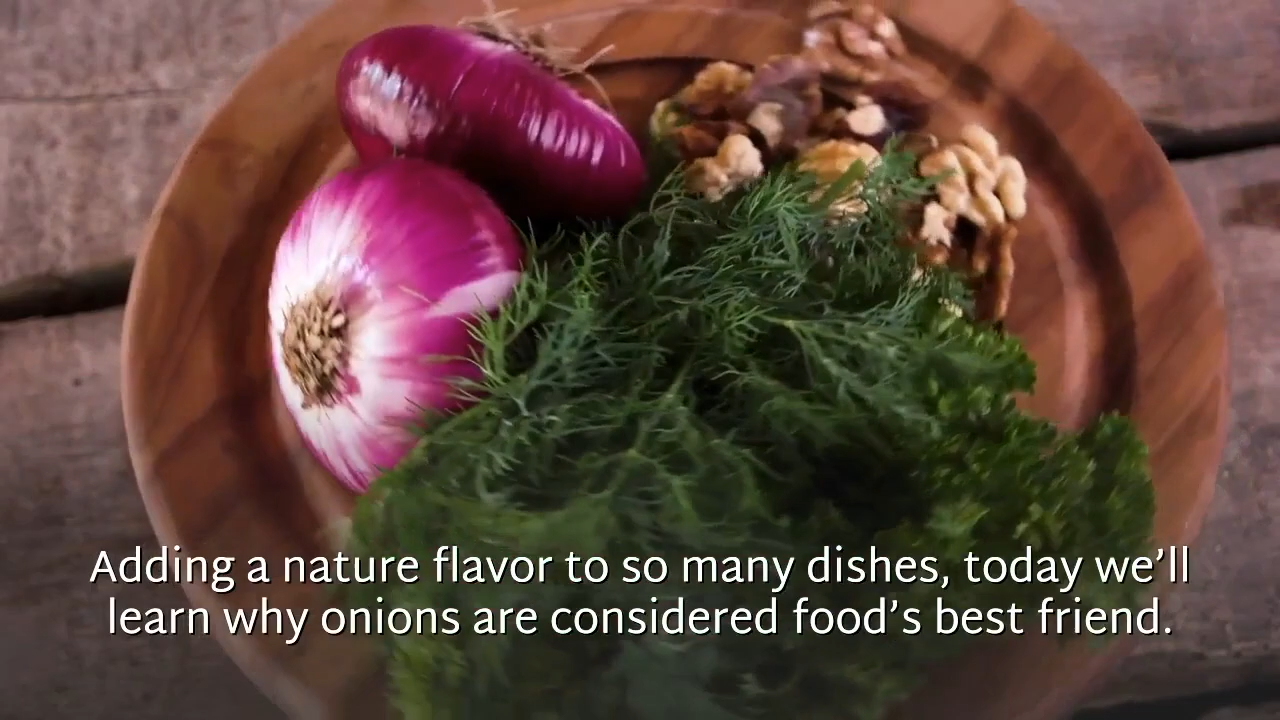 Adding a nature flavor to so many dishes, today we’ll
learn why onions are considered food’s best friend.